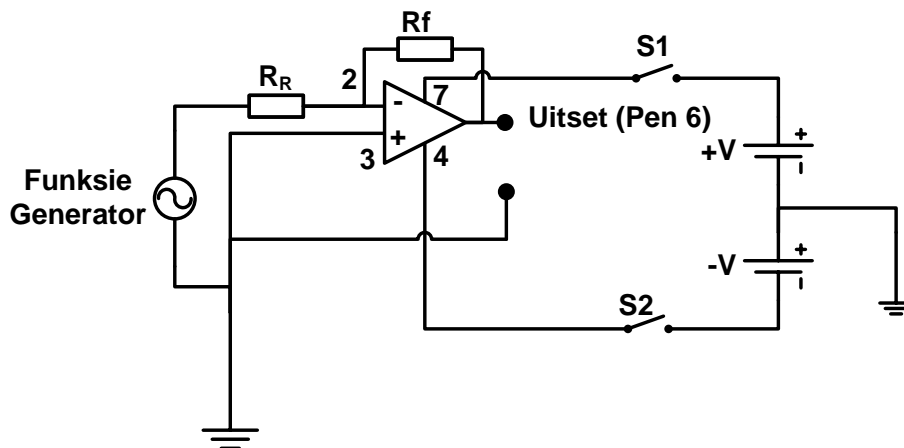 Rf
S1
RR
2
7
-
+
Uitset (Pen 6)
3
4
+V
+
Funksie
Generator
-V
+
S2